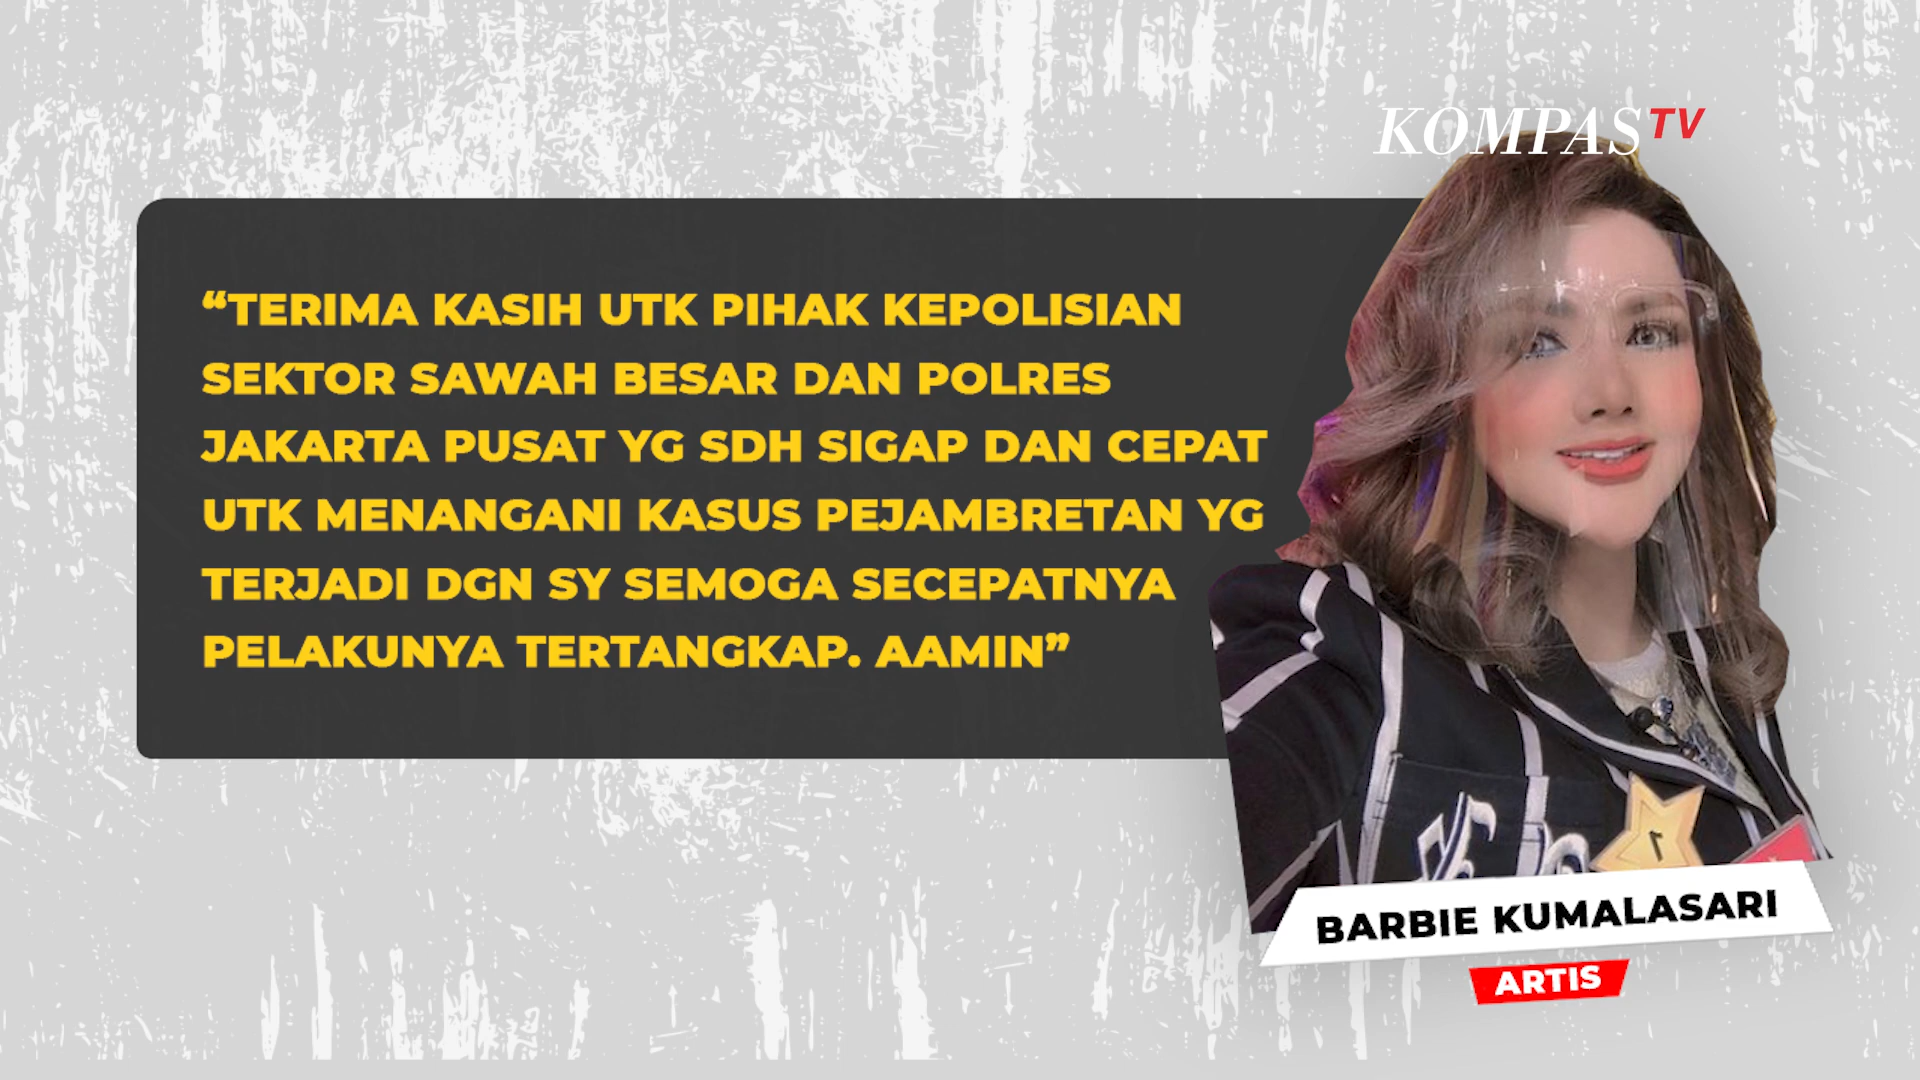 KOMPASTV
“TERIMA KASIH UTK PIHAK KEPOLISIAN
SEKTOR SAWAH BESAR DAN POLRES
JAKARTA PUSAT YG SDH SIGAP DAN CEPAT
UTK MENANGANI KASUS PEJAMBRETAN YG
TERJADI DGN SY SEMOGA SECEPATNYA
PELAKUNYA TERTANGKAP. AAMIN”
1
BARBIE KUMALASARI
ARTIS